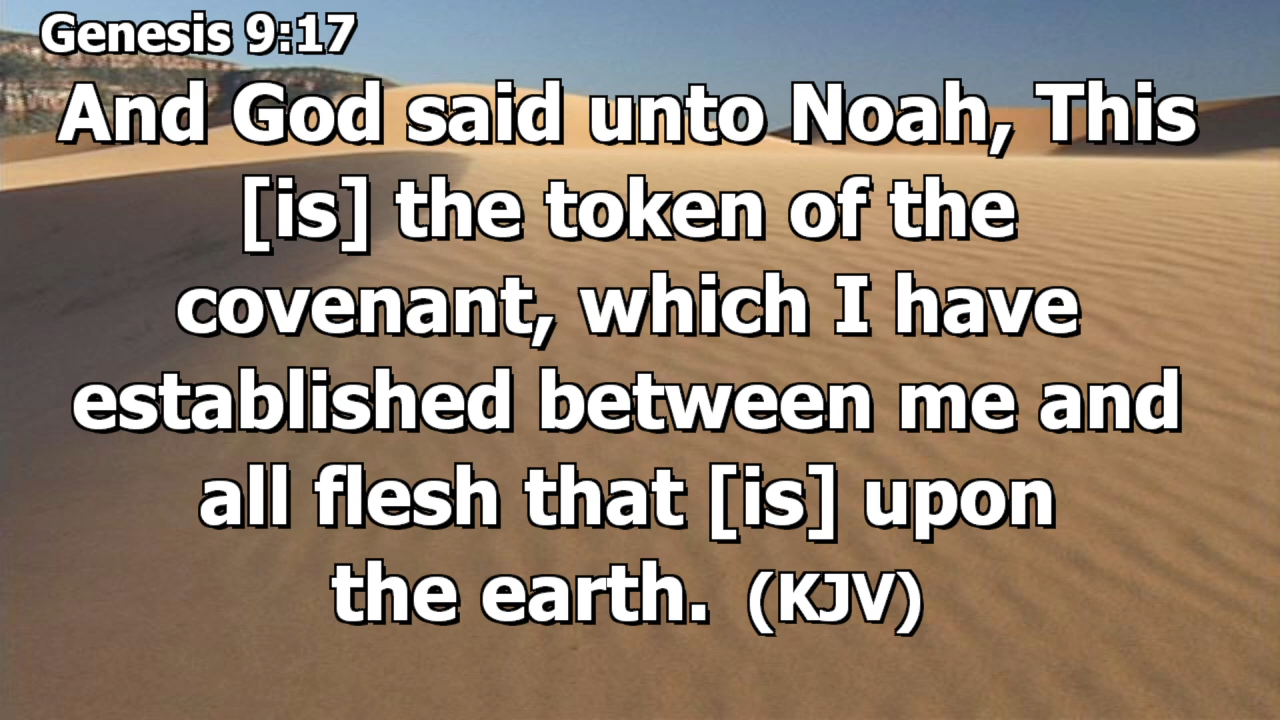 Genesis 9:17
And God said unto Noah, This
[is] the token of the
covenant, which I have
established between me and
all flesh that [is] upon
the earth. (KJV)